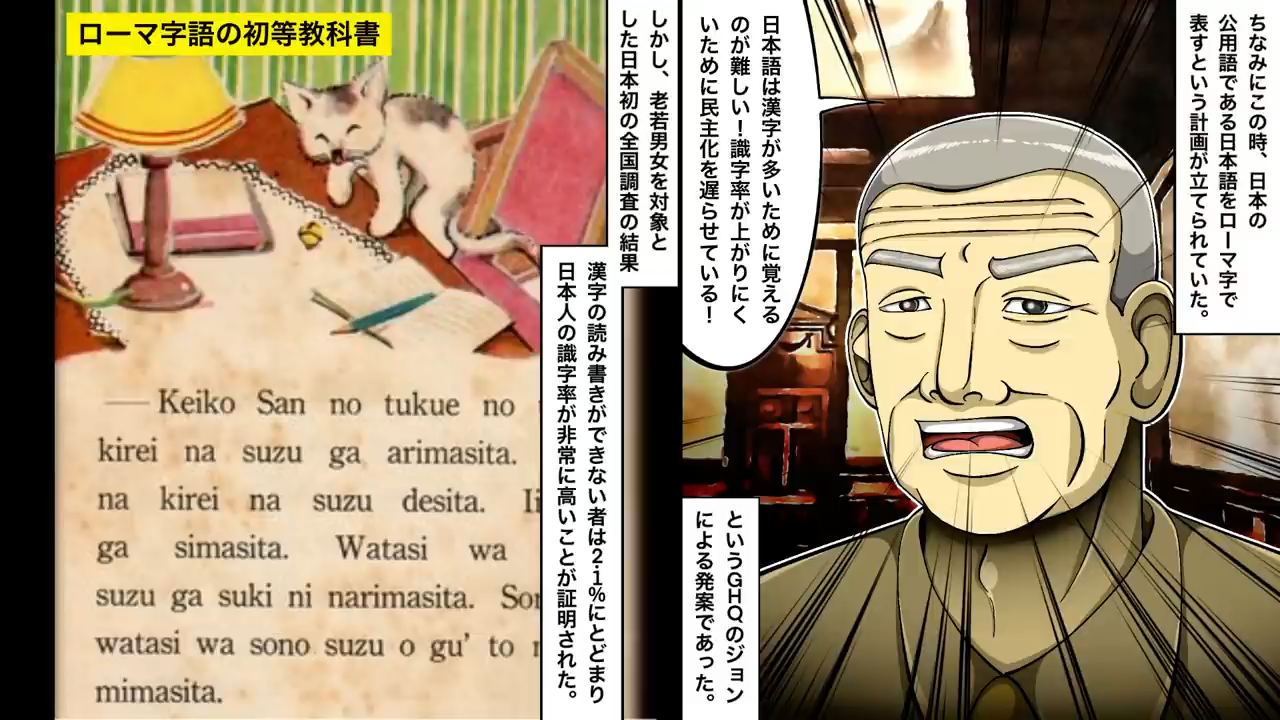 ちなみにこの時、日本の
公用語である日本語をローマ字で
表すという計画が立てられていた。
日本語は漢字が多いために覚える
のが難しい！識字率が上がりにく
いために民主化を遅らせている！
というGHQのジョン
による発案であった。
しかし、老若男女を対象と
した日本初の全国調査の結果
漢字の読み書きができない者は2.1%にとどまり
日本人の識字率が非常に高いことが証明された。
ローマ字語の初等教科書
— Keiko San no tukue no
kirei na suzu ga arimasita.
na kirei na suzu desita.
ga simasita. Watasi wa
suzu ga suki ni narimasita.
watasi wa sono suzu o gu' to
mimasita.